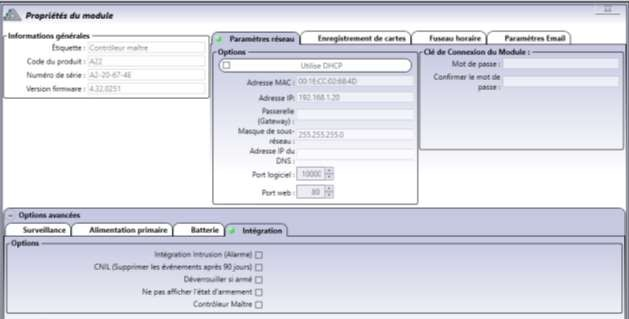 Propriétés du module
Informations générales
Étiquette : Contrôleur maître
Code du produit : A22
Numéro de série : A2-20-67-4E
Version firmware : 4.32.0251
Paramètres réseau
Enregistrement de cartes
Fuseau horaire
Paramètres Email
Options
Utilise DHCP
Adresse MAC : 00:1E:CC:02:68:4D
Adresse IP: 192.168.1.20
Passerelle
(Gateway) :
Masque de sous-
réseau : 255.255.255.0
Adresse IP du
DNS :
Port logiciel : 10000
Port web : 80
Clé de Connexion du Module :
Mot de passe :
Confirmer le mot de
passe :
Options avancées
Surveillance
Alimentation primaire
Batterie
Intégration
Options
Intégration Intrusion (Alarme)
CNIL (Supprimer les événements après 90 jours)
Déverrouiller si armé
Ne pas afficher l'état d'armement
Contrôleur Maître